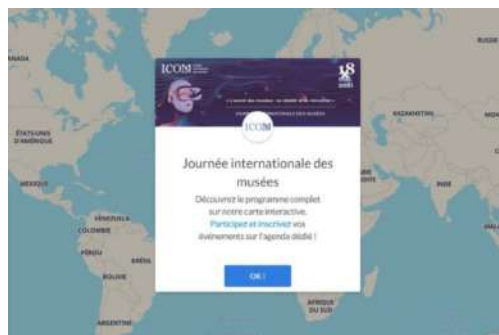 CANADA
RUSSIE
ÉTATS-UNIS
D'AMÉRIQUE
KAZAKHSTAN
MEXIQUE
INDE
VENEZUELA
COLOMBIE
PÉROU
BRÉSIL
BOLIVIE
ARGENTINE
AFRIQUE
DU SUD
ICOM
18
ICOM
Journée internationale des
musées
Découvrez le programme complet
sur notre carte interactive.
Participez et inscrivez vos
événements sur l'agenda dédié !
OK !